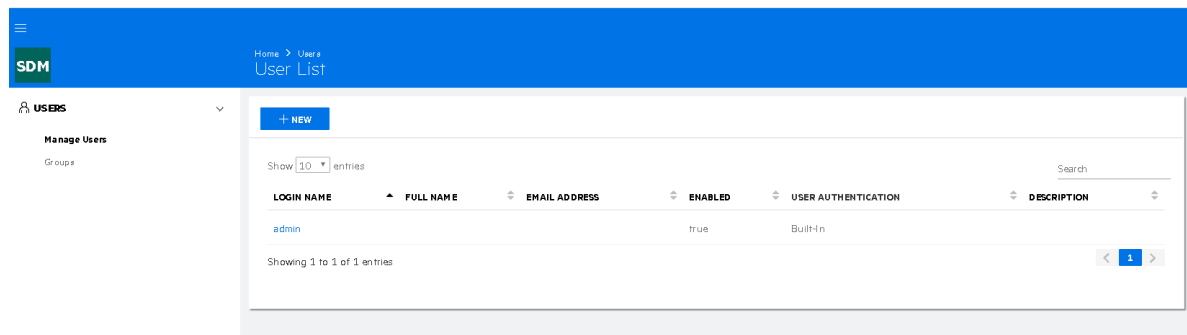 Home > Users
SDM
User List
USERS
Manage Users
Groups
+ NEW
Show 10 entries
Search
LOGIN NAME FULL NAME EMAIL ADDRESS ENABLED USER AUTHENTICATION DESCRIPTION
admin true Built-In
Showing 1 to 1 of 1 entries
< 1 >